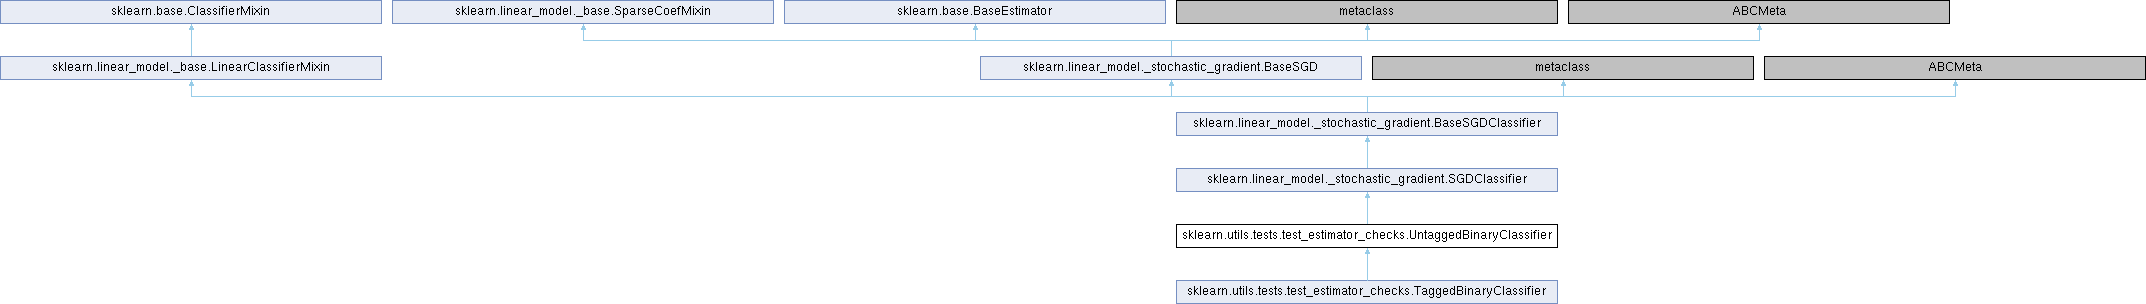 sklearn.base.ClassifierMixin
sklearn.linear_model._base.SparseCoefMixin
sklearn.base.BaseEstimator
metaclass
ABCMeta
sklearn.linear_model._base.LinearClassifierMixin
sklearn.linear_model._stochastic_gradient.BaseSGD
metaclass
ABCMeta
sklearn.linear_model._stochastic_gradient.BaseSGDClassifier
sklearn.linear_model._stochastic_gradient.SGDClassifier
sklearn.utils.tests.test_estimator_checks.UntaggedBinaryClassifier
sklearn.utils.tests.test_estimator_checks.TaggedBinaryClassifier